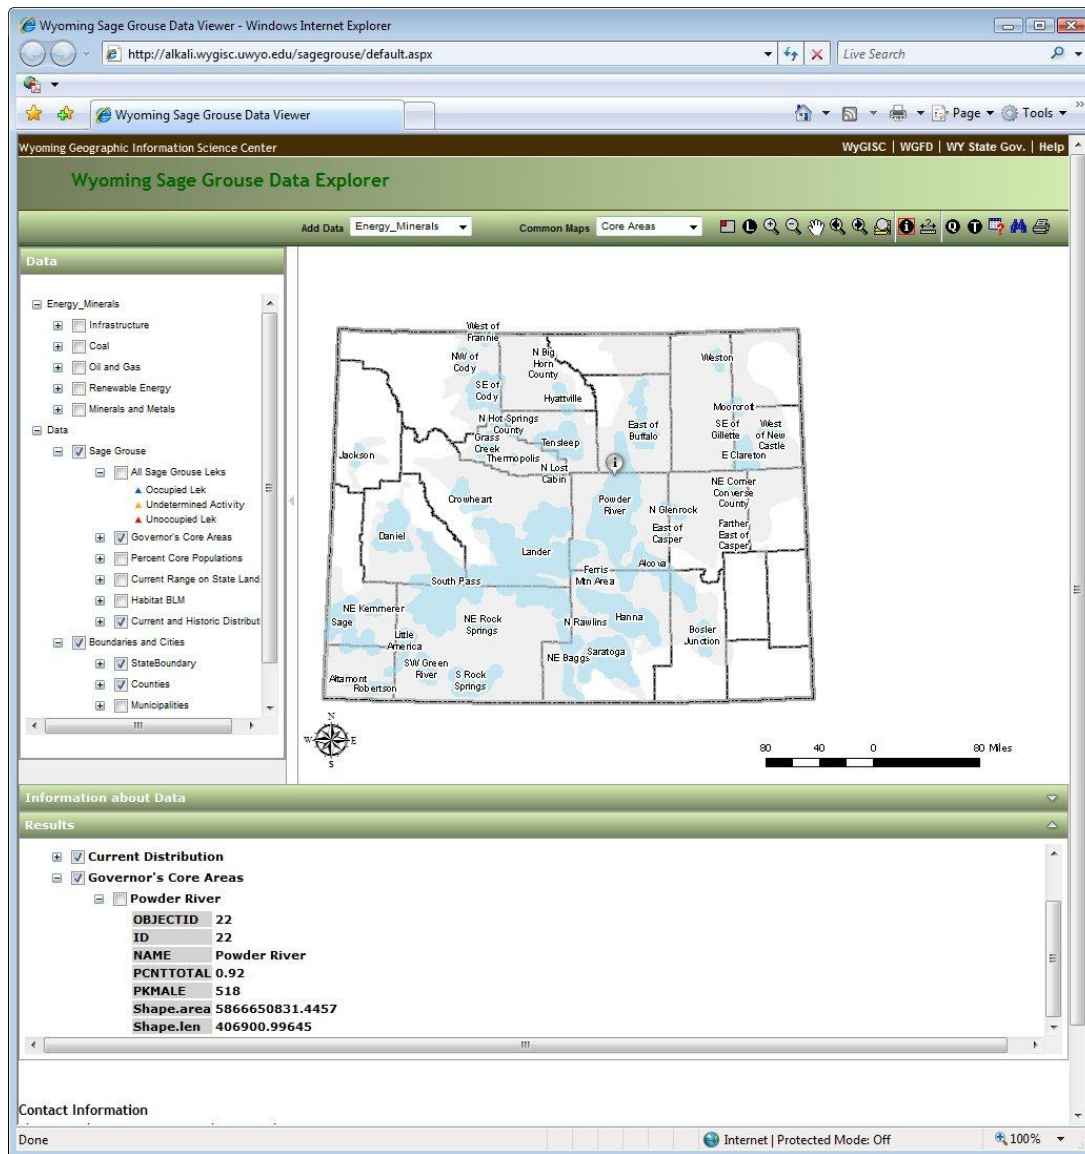 Wyoming Sage Grouse Data Viewer - Windows Internet Explorer
http://alkali.wygisc.uwyo.edu/sagegrouse/default.aspx
Live Search
Wyoming Sage Grouse Data Viewer
Page
Tools
Wyoming Geographic Information Science Center
WyGISC | WGFD | WY State Gov. | Help
Wyoming Sage Grouse Data Explorer
Add Data Energy_Minerals
Common Maps Core Areas
Data
Energy_Minerals
Infrastructure
Coal
Oil and Gas
Renewable Energy
Minerals and Metals
Data
Sage Grouse
All Sage Grouse Leks
Occupied Lek
Undetermined Activity
Unoccupied Lek
Governor's Core Areas
Percent Core Populations
Current Range on State Land
Habitat BLM
Current and Historic Distribut
Boundaries and Cities
StateBoundary
Counties
Municipalities
West of
Frannie
NW of
Cody
N Big
Horn
County
Weston
SE of
Cody
Hyattville
Moorcroft
N Hot Springs
County
Grass
Creek
Tensleep
Thermopolis
East of
Buffalo
SE of
Gillette
West
of New
Castle
E Clareton
Jackson
N Lost
Cabin
Crowheart
Powder
River
N Glenrock
NE Corner
Converse
County
Daniel
Lander
East of
Casper
Farther
East of
Casper
Alcova
Ferris
Mtn Area
South Pass
NE Kemmerer
Sage
NE Rock
Springs
N Rawlins
Hanna
Little
America
Bosler
Junction
SW Green
River
NE Baggs
Saratoga
Altamont
Robertson
S Rock
Springs
N
W E
S
80 40 0 80 Miles
Information about Data
Results
Current Distribution
Governor's Core Areas
Powder River
OBJECTID 22
ID 22
NAME Powder River
PCNTTOTAL 0.92
PKMALE 518
Shape.area 5866650831.4457
Shape.len 406900.99645
Contact Information
Done
Internet | Protected Mode: Off
100%